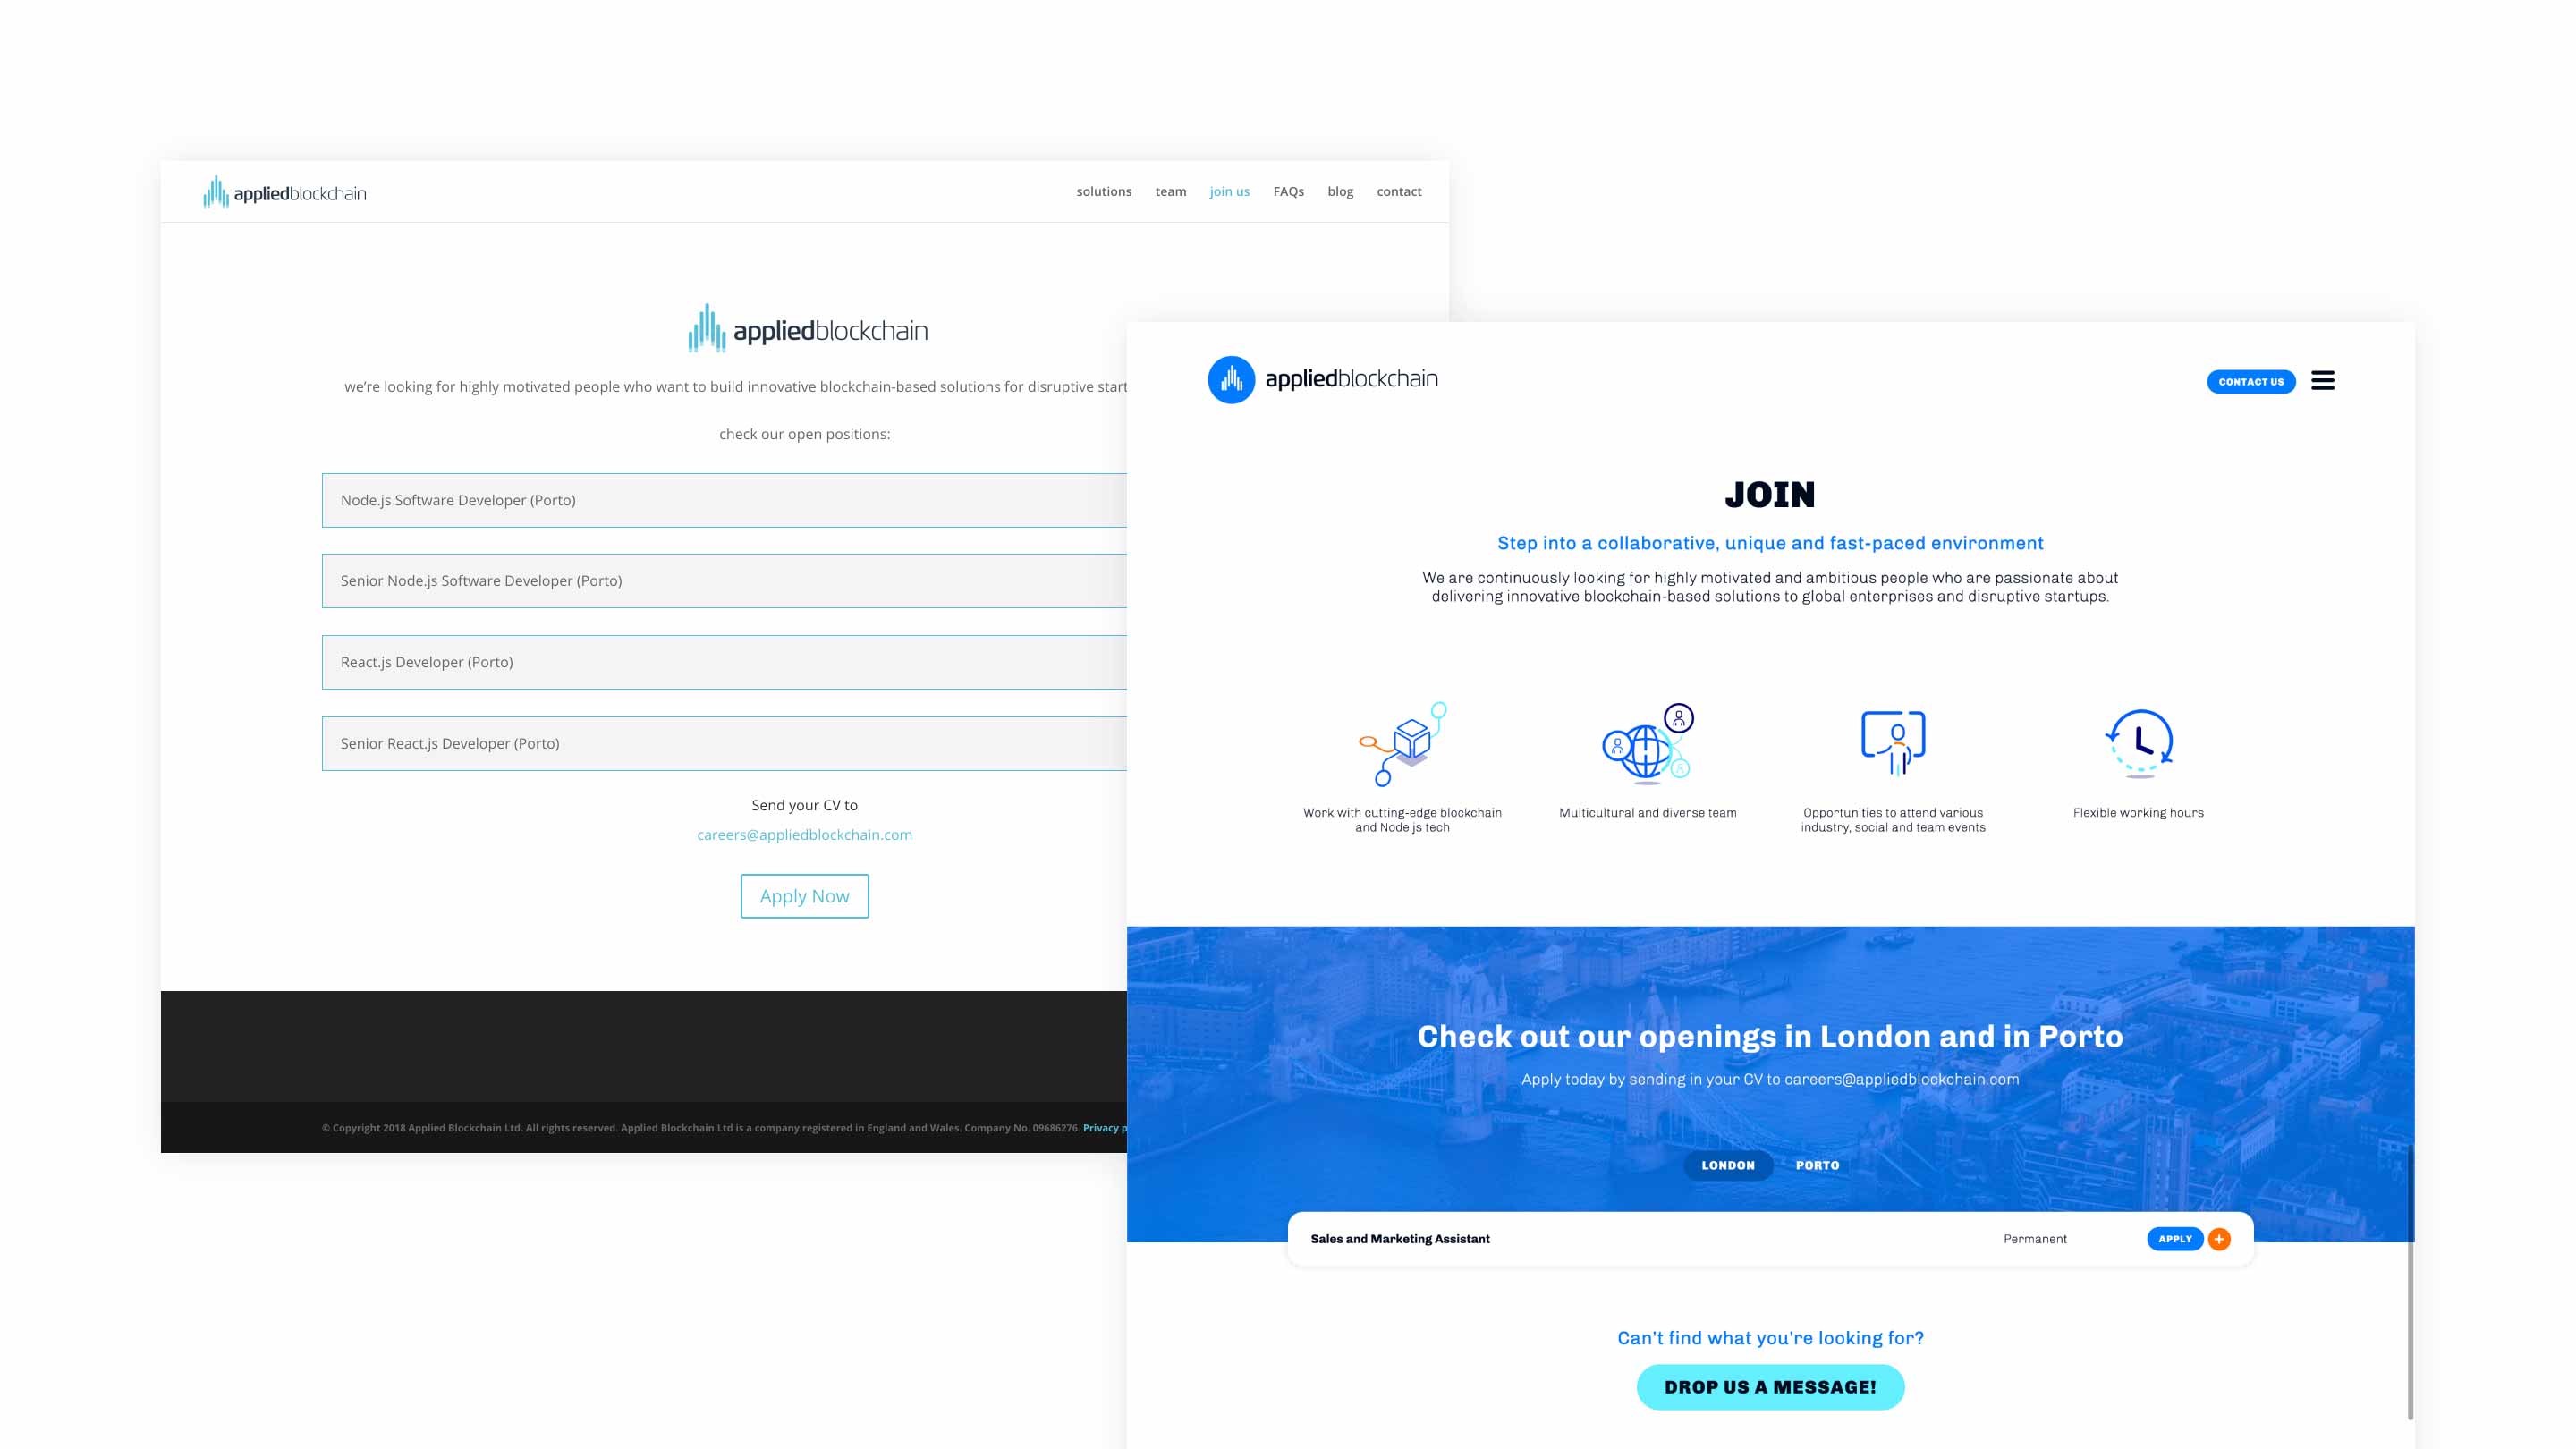 appliedblockchain
solutions team join us FAQs blog contact
appliedblockchain
we're looking for highly motivated people who want to build innovative blockchain-based solutions for disruptive
check our open positions:
Node.js Software Developer (Porto)
Senior Node.js Software Developer (Porto)
React.js Developer (Porto)
Senior React.js Developer (Porto)
Send your CV to
careers@appliedblockchain.com
Apply Now
© Copyright 2018 Applied Blockchain Ltd. All rights reserved. Applied Blockchain Ltd is a company registered in England and Wales. Company No. 09686276. Privacy
appliedblockchain
CONTACT US
JOIN
Step into a collaborative, unique and fast-paced environment
We are continuously looking for highly motivated and ambitious people who are passionate about
delivering innovative blockchain-based solutions to global enterprises and disruptive startups.
Work with cutting-edge blockchain
and Node.js tech
Multicultural and diverse team
Opportunities to attend various
industry, social and team events
Flexible working hours
Check out our openings in London and in Porto
Apply today by sending in your CV to careers@appliedblockchain.com
LONDON PORTO
Sales and Marketing Assistant Permanent APPLY +
Can't find what you're looking for?
DROP US A MESSAGE!